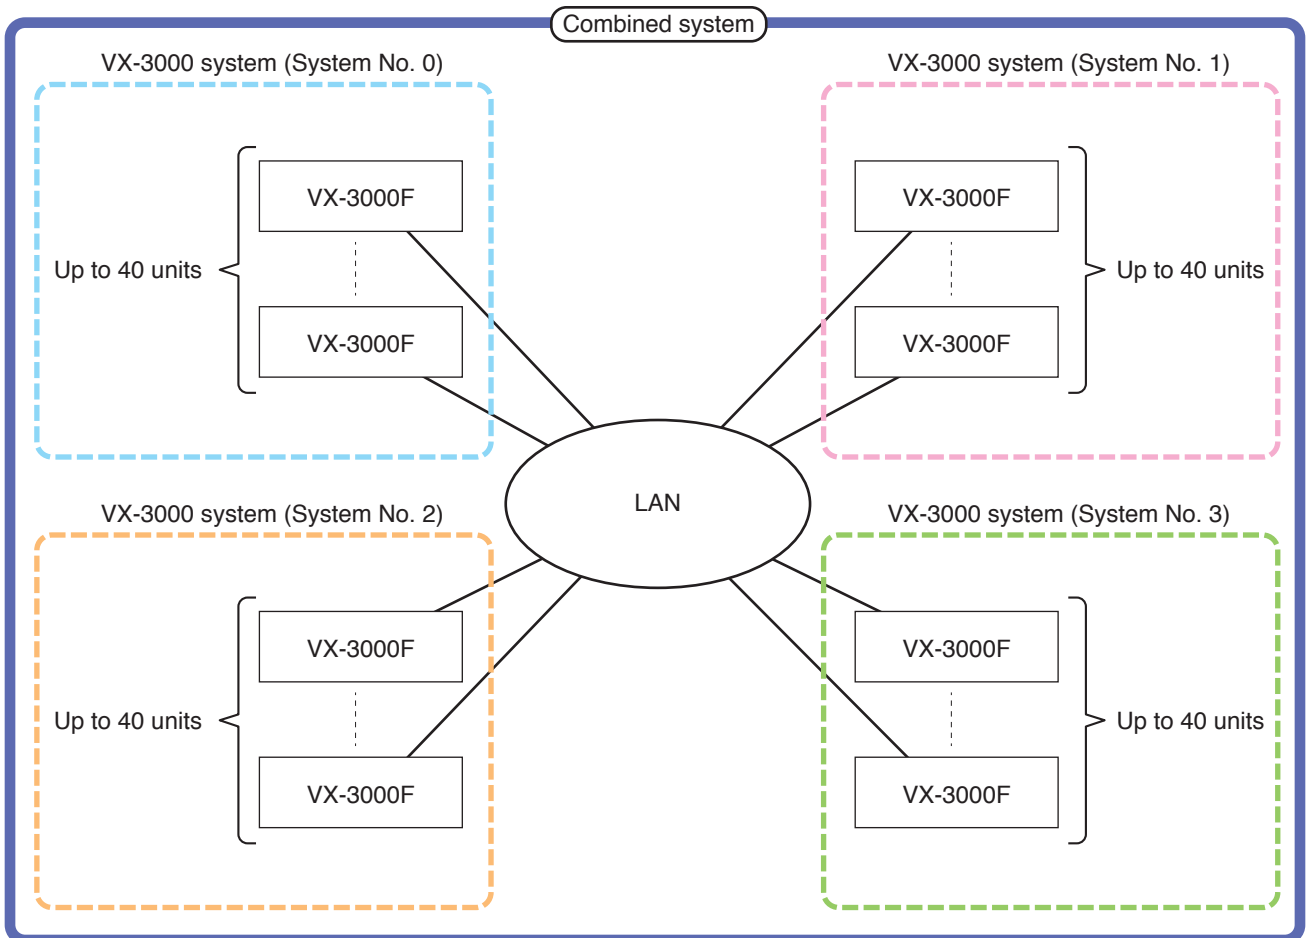 Combined system
VX-3000 system (System No. 0)
VX-3000F
Up to 40 units
VX-3000F
VX-3000 system (System No. 1)
VX-3000F
Up to 40 units
VX-3000F
LAN
VX-3000 system (System No. 2)
VX-3000F
Up to 40 units
VX-3000F
VX-3000 system (System No. 3)
VX-3000F
Up to 40 units
VX-3000F